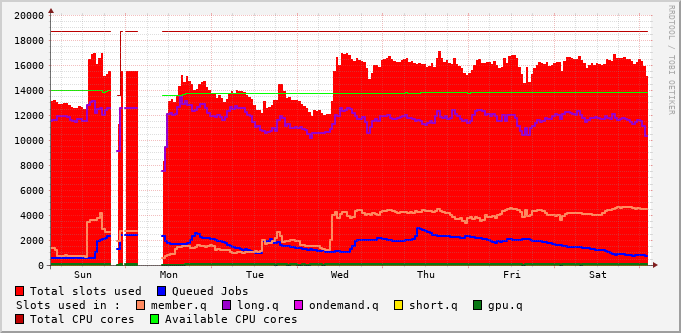 20000
18000
16000
14000
12000
10000
8000
6000
4000
2000
0
Sun Mon Tue Wed Thu Fri Sat
RRDTOOL / TOBI OETIKER
Total slots used Queued Jobs
Slots used in : member.q long.q ondemand.q short.q gpu.q
Total CPU cores Available CPU cores